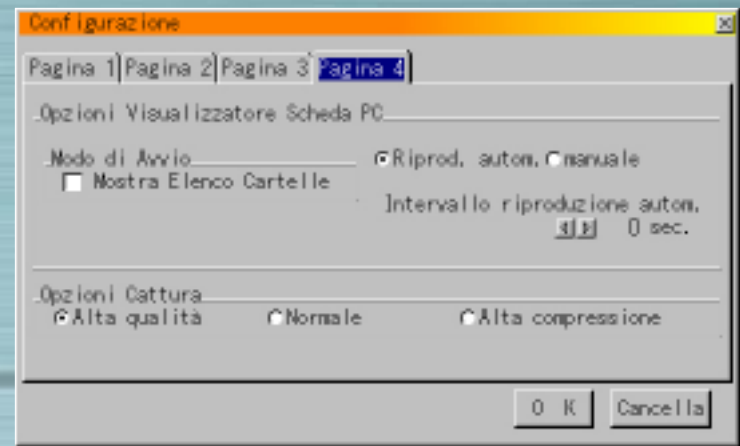 Configurazione
Pagina 1 Pagina 2 Pagina 3 Pagina 4
Opzioni Visualizzatore Scheda PC
Modo di Avvio
Mostra Elenco Cartelle
Riprod. autom. manuale
Intervallo riproduzione autom.
0 sec.
Opzioni Cattura
Alta qualità Normale Alta compressione
O K Cancella